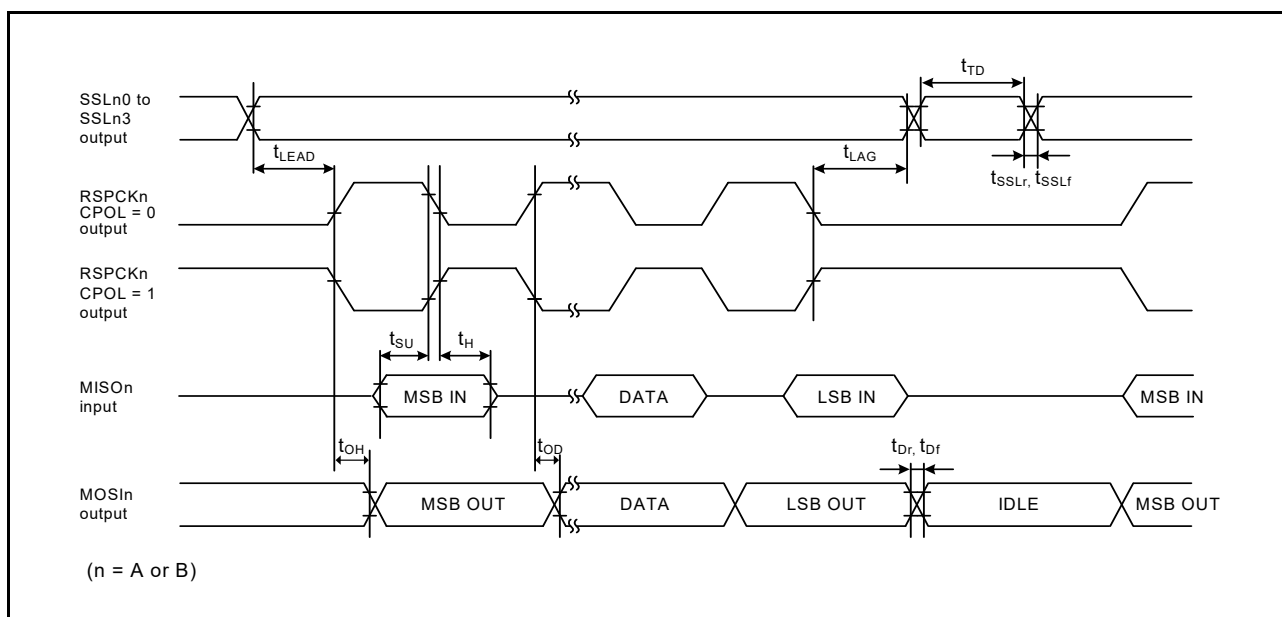 SSLn0 to
SSLn3
output
tTD
tLEAD
tLAG
tSSLr, tSSLf
RSPCKn
CPOL = 0
output
RSPCKn
CPOL = 1
output
tSU
tH
MISOn
input
MSB IN
DATA
LSB IN
MSB IN
tOH
tOD
tDr, tDf
MOSIn
output
MSB OUT
DATA
LSB OUT
IDLE
MSB OUT
(n = A or B)